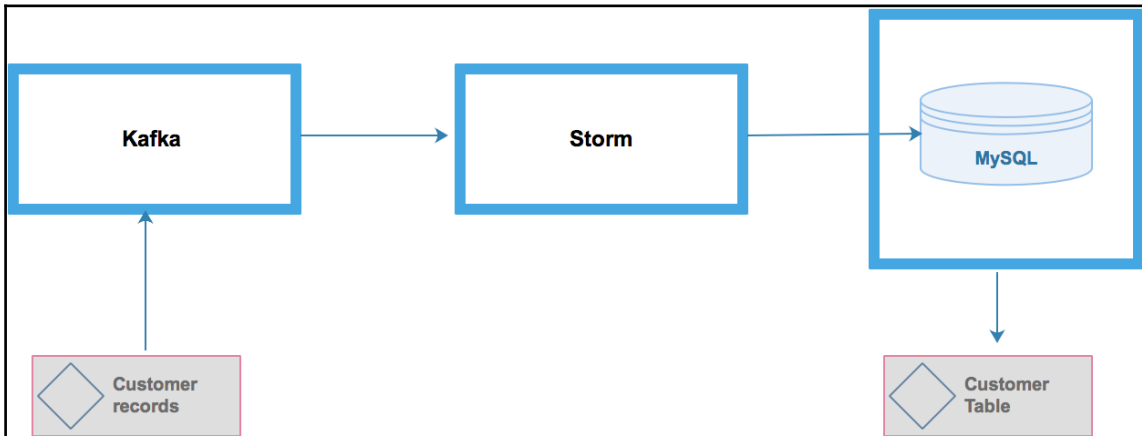 Kafka
Storm
MySQL
Customer
records
Customer
Table